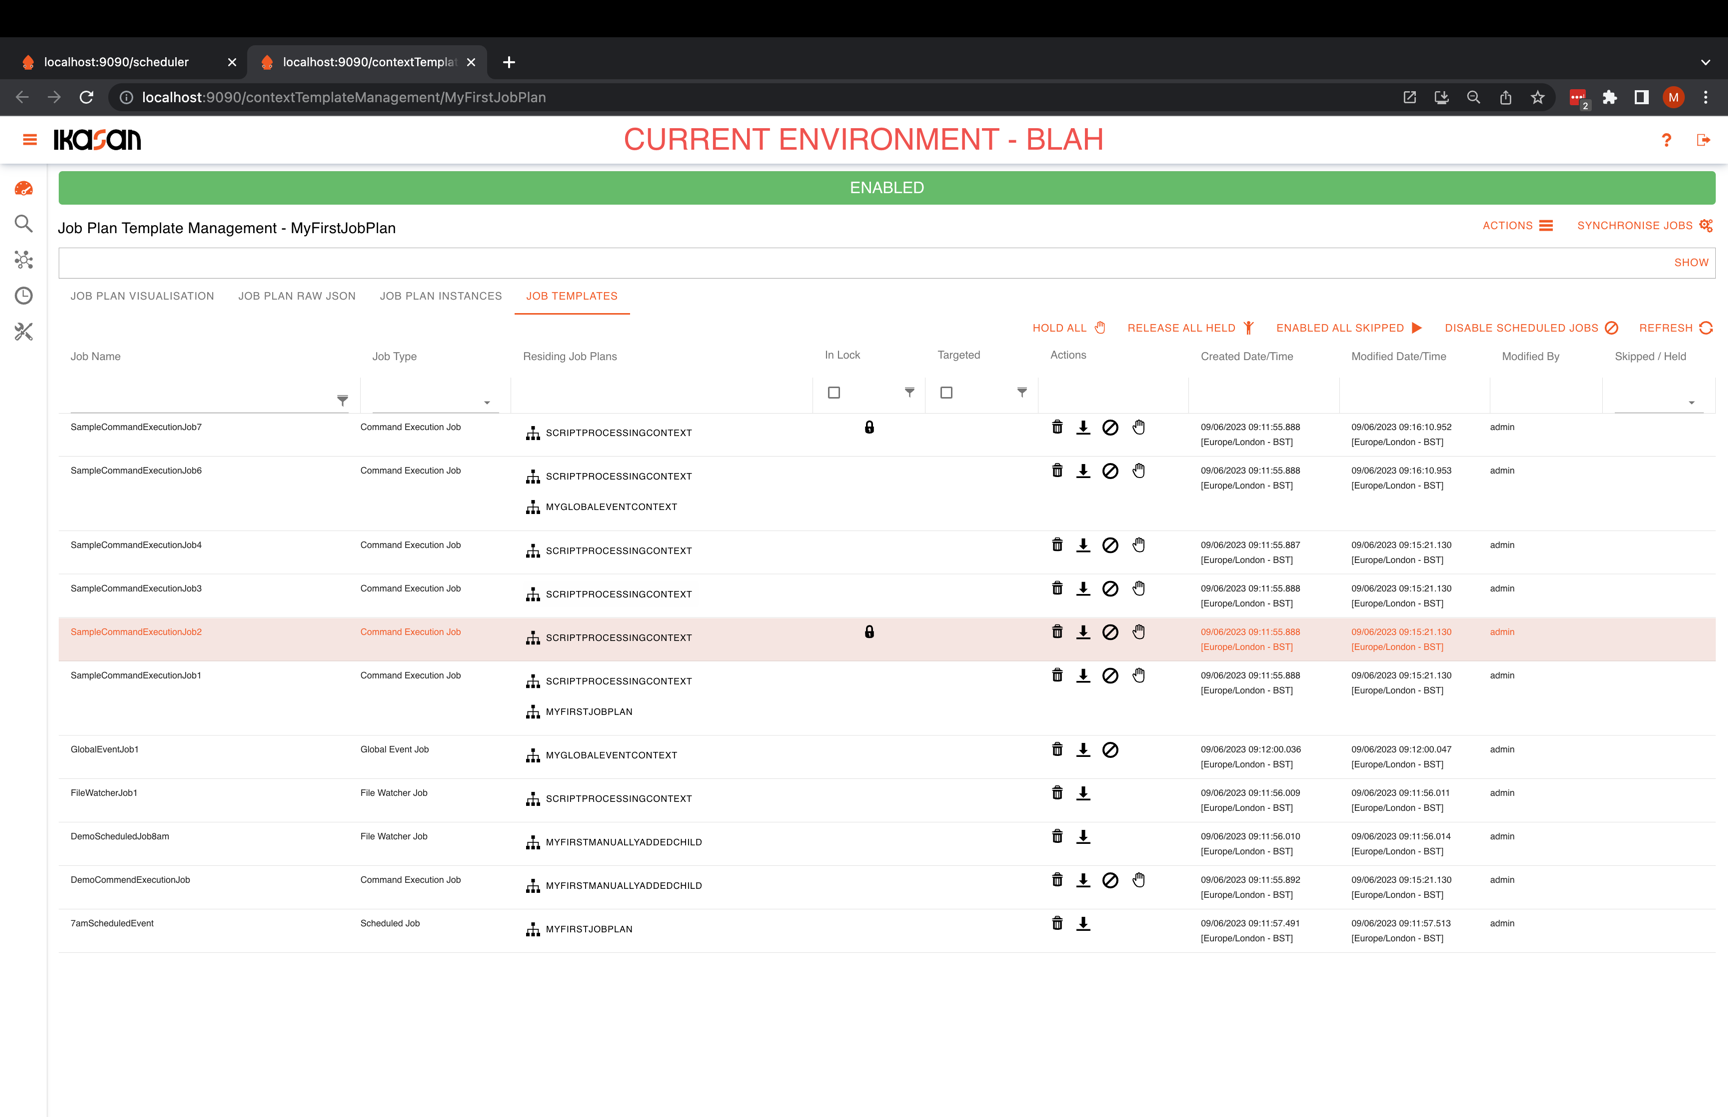 localhost:9090/scheduler
localhost:9090/contextTempla
localhost:9090/contextTemplateManagement/MyFirstJobPlan
2
M
IKASAN
CURRENT ENVIRONMENT - BLAH
?
ENABLED
Job Plan Template Management - MyFirstJobPlan
ACTIONS
SYNCHRONISE JOBS
SHOW
JOB PLAN VISUALISATION
JOB PLAN RAW JSON
JOB PLAN INSTANCES
JOB TEMPLATES
HOLD ALL
RELEASE ALL HELD
ENABLED ALL SKIPPED
DISABLE SCHEDULED JOBS
REFRESH
Job Name
Job Type
Residing Job Plans
In Lock
Targeted
Actions
Created Date/Time
Modified Date/Time
Modified By
Skipped / Held
SampleCommandExecutionJob7
Command Execution Job
SCRIPTPROCESSINGCONTEXT
09/06/2023 09:11:55.888
[Europe/London - BST]
09/06/2023 09:16:10.952
[Europe/London - BST]
admin
SampleCommandExecutionJob6
Command Execution Job
SCRIPTPROCESSINGCONTEXT
MYGLOBALEVENTCONTEXT
09/06/2023 09:11:55.888
[Europe/London - BST]
09/06/2023 09:16:10.953
[Europe/London - BST]
admin
SampleCommandExecutionJob4
Command Execution Job
SCRIPTPROCESSINGCONTEXT
09/06/2023 09:11:55.887
[Europe/London - BST]
09/06/2023 09:15:21.130
[Europe/London - BST]
admin
SampleCommandExecutionJob3
Command Execution Job
SCRIPTPROCESSINGCONTEXT
09/06/2023 09:11:55.888
[Europe/London - BST]
09/06/2023 09:15:21.130
[Europe/London - BST]
admin
SampleCommandExecutionJob2
Command Execution Job
SCRIPTPROCESSINGCONTEXT
09/06/2023 09:11:55.888
[Europe/London - BST]
09/06/2023 09:15:21.130
[Europe/London - BST]
admin
SampleCommandExecutionJob1
Command Execution Job
SCRIPTPROCESSINGCONTEXT
MYFIRSTJOBPLAN
09/06/2023 09:11:55.888
[Europe/London - BST]
09/06/2023 09:15:21.130
[Europe/London - BST]
admin
GlobalEventJob1
Global Event Job
MYGLOBALEVENTCONTEXT
09/06/2023 09:12:00.036
[Europe/London - BST]
09/06/2023 09:12:00.047
[Europe/London - BST]
admin
FileWatcherJob1
File Watcher Job
SCRIPTPROCESSINGCONTEXT
09/06/2023 09:11:56.009
[Europe/London - BST]
09/06/2023 09:11:56.011
[Europe/London - BST]
admin
DemoScheduledJob8am
File Watcher Job
MYFIRSTMANUALLYADDEDCHILD
09/06/2023 09:11:56.010
[Europe/London - BST]
09/06/2023 09:11:56.014
[Europe/London - BST]
admin
DemoCommendExecutionJob
Command Execution Job
MYFIRSTMANUALLYADDEDCHILD
09/06/2023 09:11:55.892
[Europe/London - BST]
09/06/2023 09:15:21.130
[Europe/London - BST]
admin
7amScheduledEvent
Scheduled Job
MYFIRSTJOBPLAN
09/06/2023 09:11:57.491
[Europe/London - BST]
09/06/2023 09:11:57.513
[Europe/London - BST]
admin